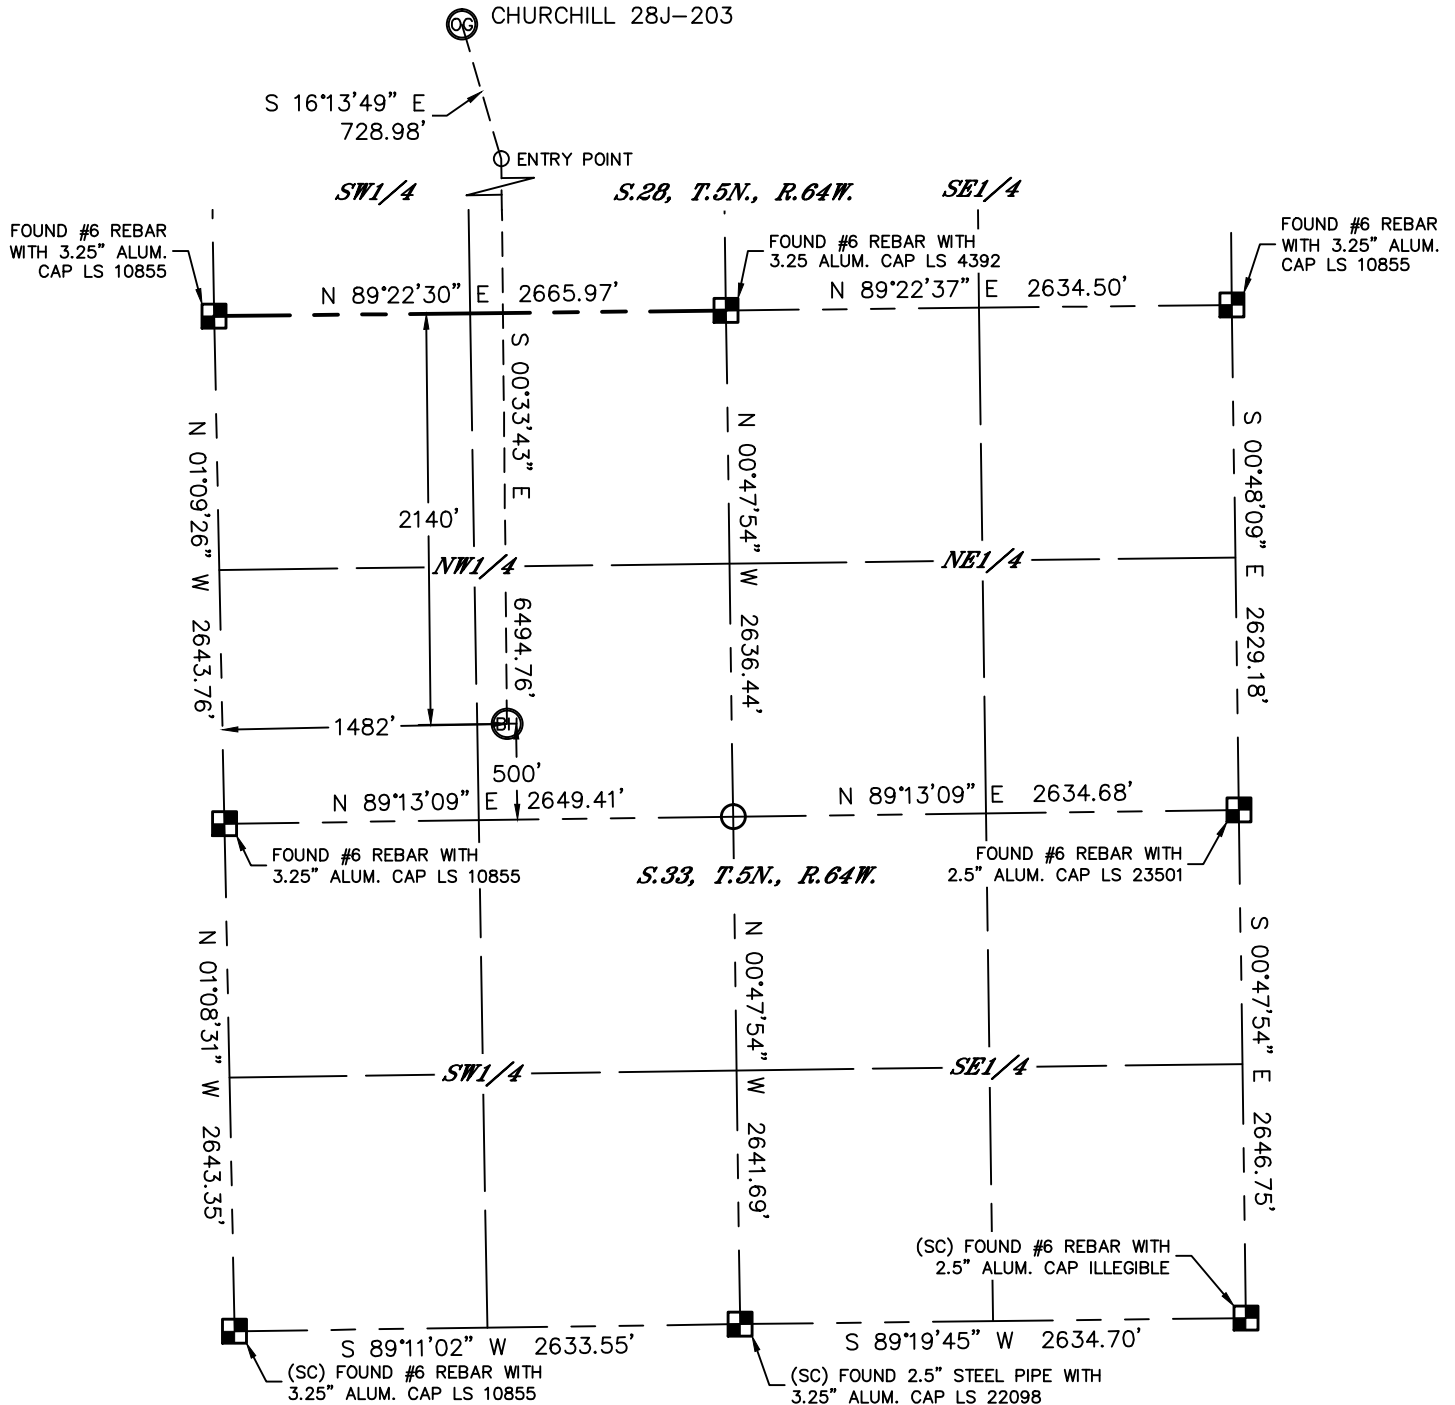 CHURCHILL 28J-203
OG
S 16°13'49" E
728.98'
ENTRY POINT
SW1/4
S.28, T.5N., R.64W.
SE1/4
FOUND #6 REBAR
WITH 3.25" ALUM.
CAP LS 10855
FOUND #6 REBAR WITH
3.25 ALUM. CAP LS 4392
FOUND #6 REBAR
WITH 3.25" ALUM.
CAP LS 10855
N 89°22'30" E 2665.97'
N 89°22'37" E 2634.50'
S 00°33'43" E 6494.76'
N 01°09'26" W 2643.76'
N 00°47'54" W 2636.44'
S 00°48'09" E 2629.18'
2140'
NW1/4
NE1/4
1482'
BH
500'
N 89°13'09" E 2649.41'
N 89°13'09" E 2634.68'
FOUND #6 REBAR WITH
3.25" ALUM. CAP LS 10855
S.33, T.5N., R.64W.
FOUND #6 REBAR WITH
2.5" ALUM. CAP LS 23501
N 01°08'31" W 2643.35'
N 00°47'54" W 2641.69'
S 00°47'54" E 2646.75'
SW1/4
SE1/4
(SC) FOUND #6 REBAR WITH
2.5" ALUM. CAP ILLEGIBLE
S 89°11'02" W 2633.55'
S 89°19'45" W 2634.70'
(SC) FOUND #6 REBAR WITH
3.25" ALUM. CAP LS 10855
(SC) FOUND 2.5" STEEL PIPE WITH
3.25" ALUM. CAP LS 22098